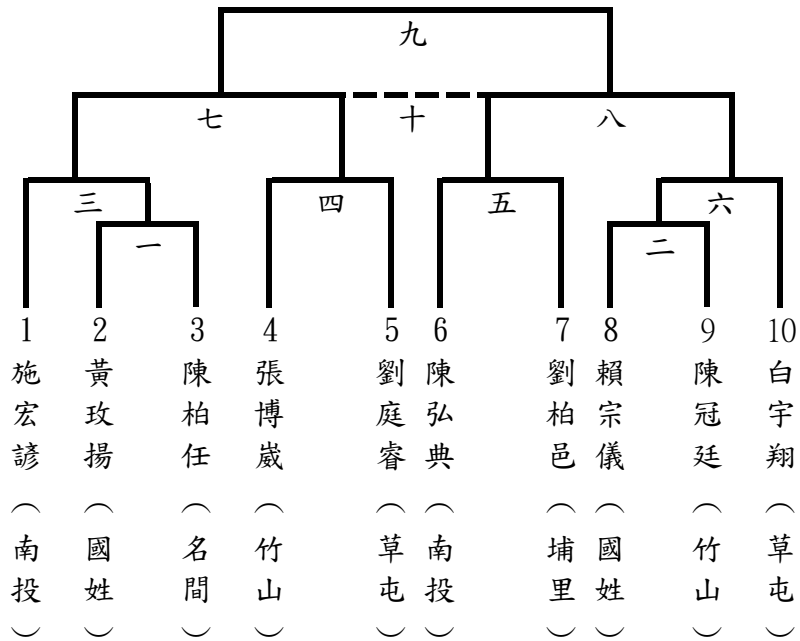 九
七 十 八
三 四 五 六
一 二
1 2 3 4 5 6 7 8 9 10
施宏諺（南投）
黃玫揚（國姓）
陳柏任（名間）
張博崴（竹山）
劉庭睿（草屯）
陳弘典（南投）
劉柏邑（埔里）
賴宗儀（國姓）
陳冠廷（竹山）
白宇翔（草屯）